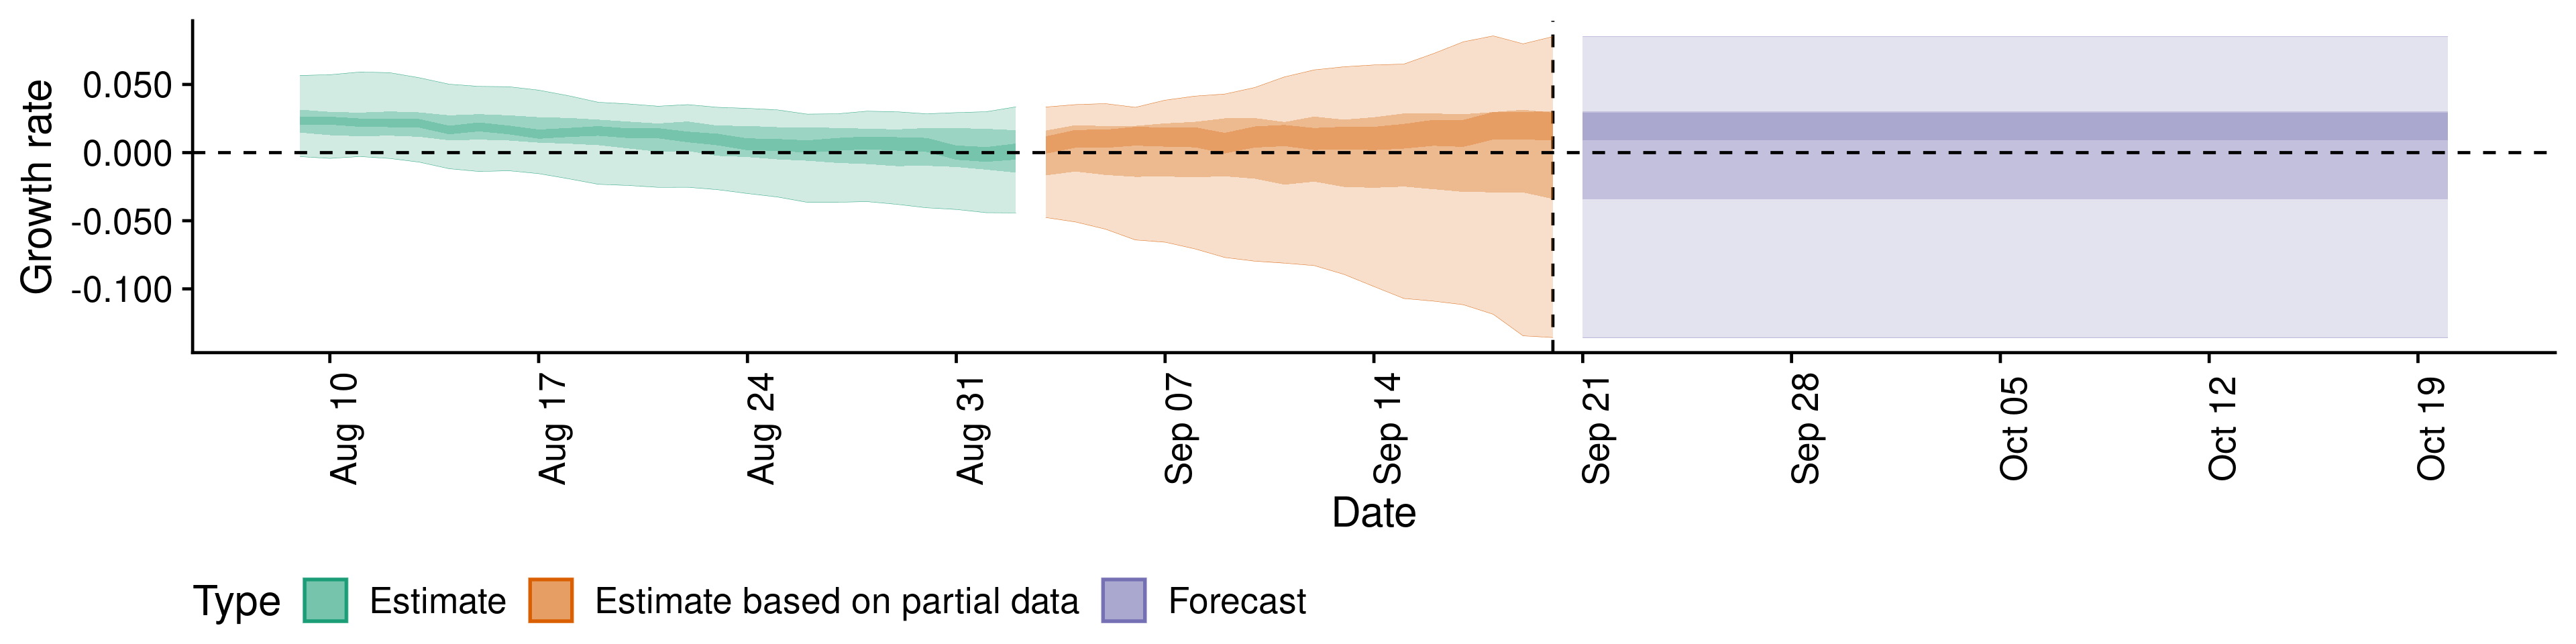 Growth rate
0.050
0.000
-0.050
-0.100
Aug 10
Aug 17
Aug 24
Aug 31
Sep 07
Sep 14
Sep 21
Sep 28
Oct 05
Oct 12
Oct 19
Date
Type Estimate Estimate based on partial data Forecast